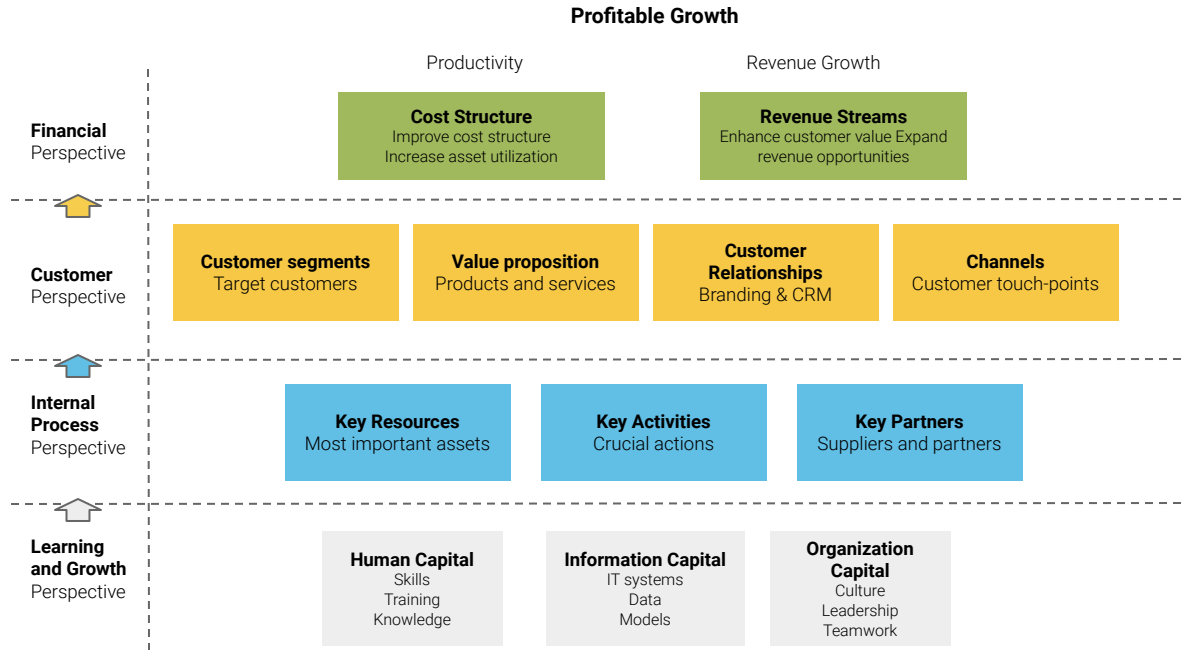 Profitable Growth
Productivity
Revenue Growth
Financial
Perspective
Cost Structure
Improve cost structure
Increase asset utilization
Revenue Streams
Enhance customer value Expand
revenue opportunities
Customer
Perspective
Customer segments
Target customers
Value proposition
Products and services
Customer
Relationships
Branding & CRM
Channels
Customer touch-points
Internal
Process
Perspective
Key Resources
Most important assets
Key Activities
Crucial actions
Key Partners
Suppliers and partners
Learning
and Growth
Perspective
Human Capital
Skills
Training
Knowledge
Information Capital
IT systems
Data
Models
Organization
Capital
Culture
Leadership
Teamwork